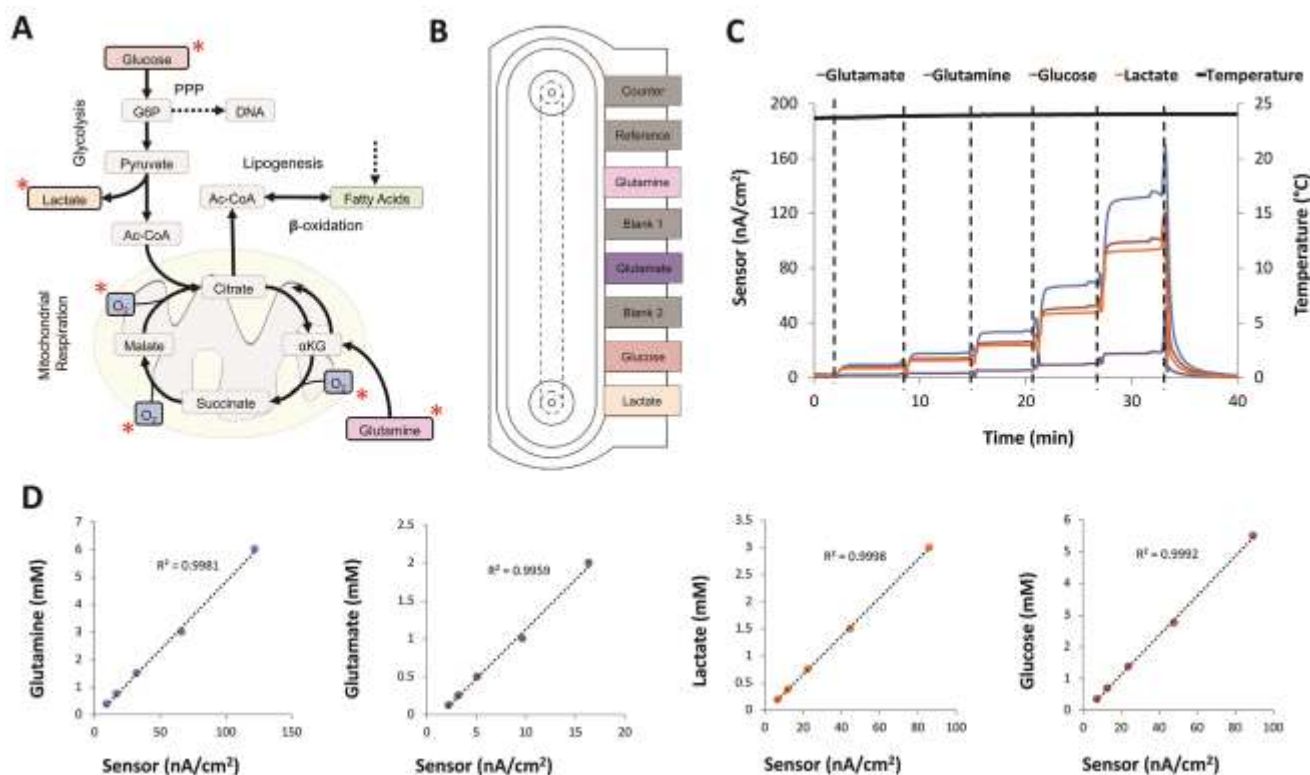 A
Glucose *
PPP
G6P
DNA
Glycolysis
Pyruvate
Lipogenesis
* Lactate
Ac-CoA
Fatty Acids
Ac-CoA
β-oxidation
Citrate
* O2
Mitochondrial
Respiration
Malate
αKG
O2 *
Succinate
* O2
Glutamine *
B
Counter
Reference
Glutamine
Blank 1
Glutamate
Blank 2
Glucose
Lactate
C
Glutamate Glutamine Glucose Lactate Temperature
Sensor (nA/cm2)
200
160
120
80
40
0
0 10 20 30 40
Time (min)
25
20
15
10
5
0
Temperature (°C)
D
Glutamine (mM)
7
6
5
4
3
2
1
0
R² = 0.9981
0 50 100 150
Sensor (nA/cm²)
Glutamate (mM)
2.5
2
1.5
1
0.5
0
R² = 0.9959
0 5 10 15 20
Sensor (nA/cm²)
Lactate (mM)
3.5
3
2.5
2
1.5
1
0.5
0
R² = 0.9998
0 20 40 60 80 100
Sensor (nA/cm²)
Glucose (mM)
6
5
4
3
2
1
0
R² = 0.9992
0 20 40 60 80 100
Sensor (nA/cm²)